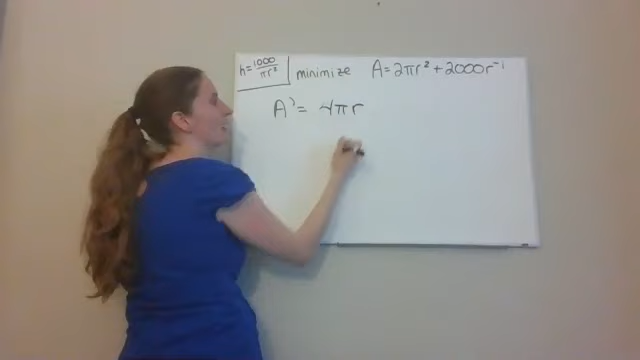 h = 1000/πr² minimize A = 2πr² + 2000r⁻¹
A' = 4πr